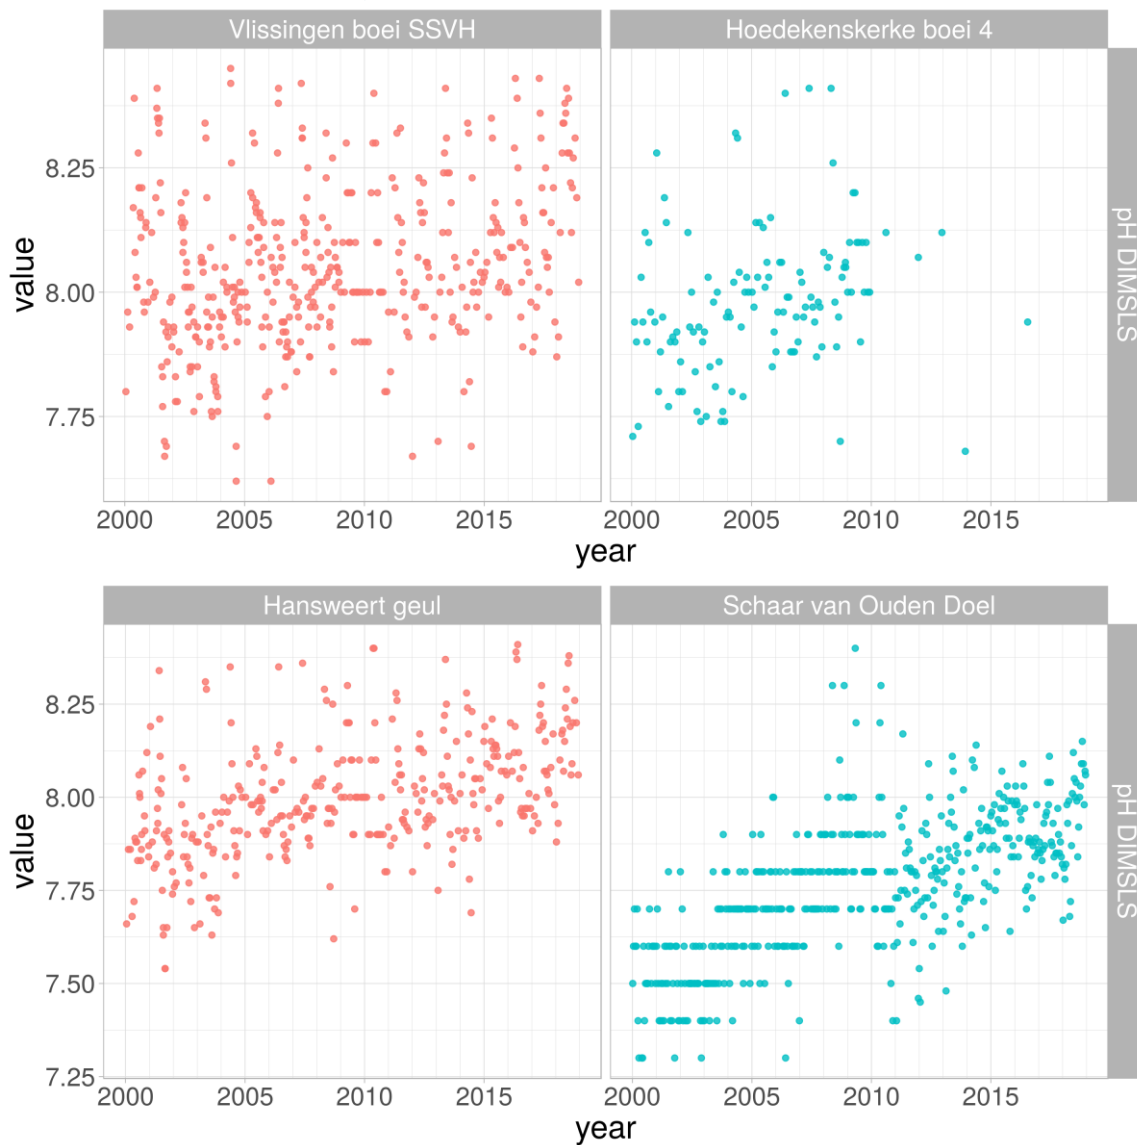 Vlissingen boei SSVH
Hoedekenskerke boei 4
value
8.25
8.00
7.75
pH DIMSLS
2000 2005 2010 2015
2000 2005 2010 2015
year
Hansweert geul
Schaar van Ouden Doel
value
8.25
8.00
7.75
7.50
7.25
pH DIMSLS
2000 2005 2010 2015
2000 2005 2010 2015
year